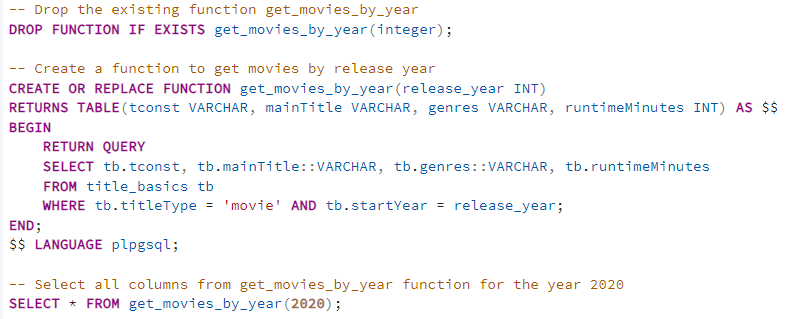 -- Drop the existing function get_movies_by_year
DROP FUNCTION IF EXISTS get_movies_by_year(integer);
-- Create a function to get movies by release year
CREATE OR REPLACE FUNCTION get_movies_by_year(release_year INT)
RETURNS TABLE(tconst VARCHAR, mainTitle VARCHAR, genres VARCHAR, runtimeMinutes INT) AS $$
BEGIN
    RETURN QUERY
    SELECT tb.tconst, tb.mainTitle::VARCHAR, tb.genres::VARCHAR, tb.runtimeMinutes
    FROM title_basics tb
    WHERE tb.titleType = 'movie' AND tb.startYear = release_year;
END;
$$ LANGUAGE plpgsql;
-- Select all columns from get_movies_by_year function for the year 2020
SELECT * FROM get_movies_by_year(2020);